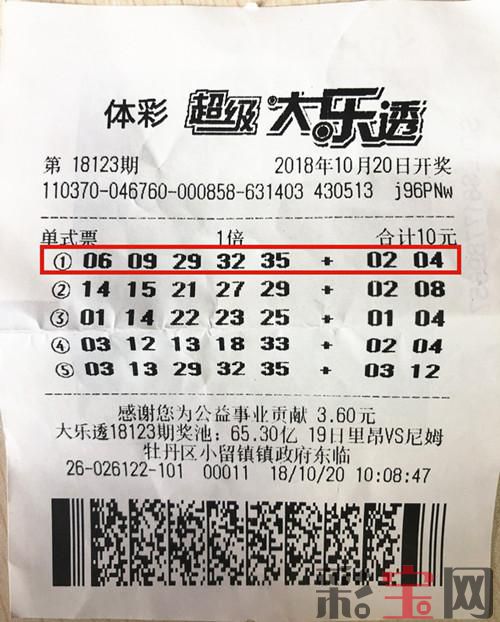 体彩 超级大乐透
第 18123期 2018年10月20日开奖
110370-046760-000858-631403 430513 j96PNw
单式票 1倍 合计10元
① 06 09 29 32 35 + 02 04
② 14 15 21 27 29 + 02 08
③ 01 14 22 23 25 + 01 04
④ 03 12 13 18 33 + 02 04
⑤ 03 13 29 32 35 + 03 12
感谢您为公益事业贡献 3.60元
大乐透18123期奖池：65.30亿 19日里昂VS尼姆
牡丹区小留镇镇政府东临
26-026122-101 00011 18/10/20 10:08:47
彩宝网